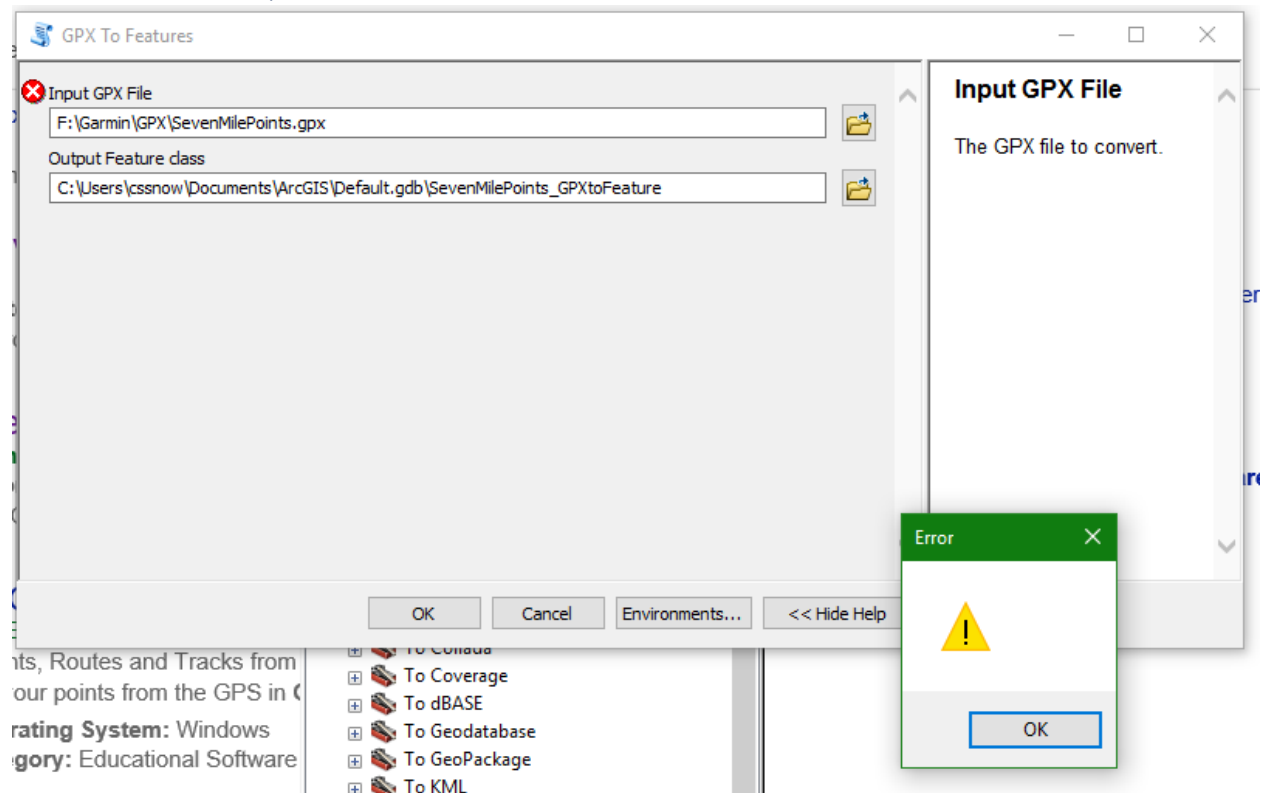 GPX To Features
Input GPX File
F:\Garmin\GPX\SevenMilePoints.gpx
Output Feature class
C:\Users\cssnow\Documents\ArcGIS\Default.gdb\SevenMilePoints_GPXtoFeature
Input GPX File
The GPX file to convert.
OK
Cancel
Environments...
<< Hide Help
Error
OK
nts, Routes and Tracks from
our points from the GPS in
rating System: Windows
gory: Educational Software
To Collada
To Coverage
To dBASE
To Geodatabase
To GeoPackage
To KML